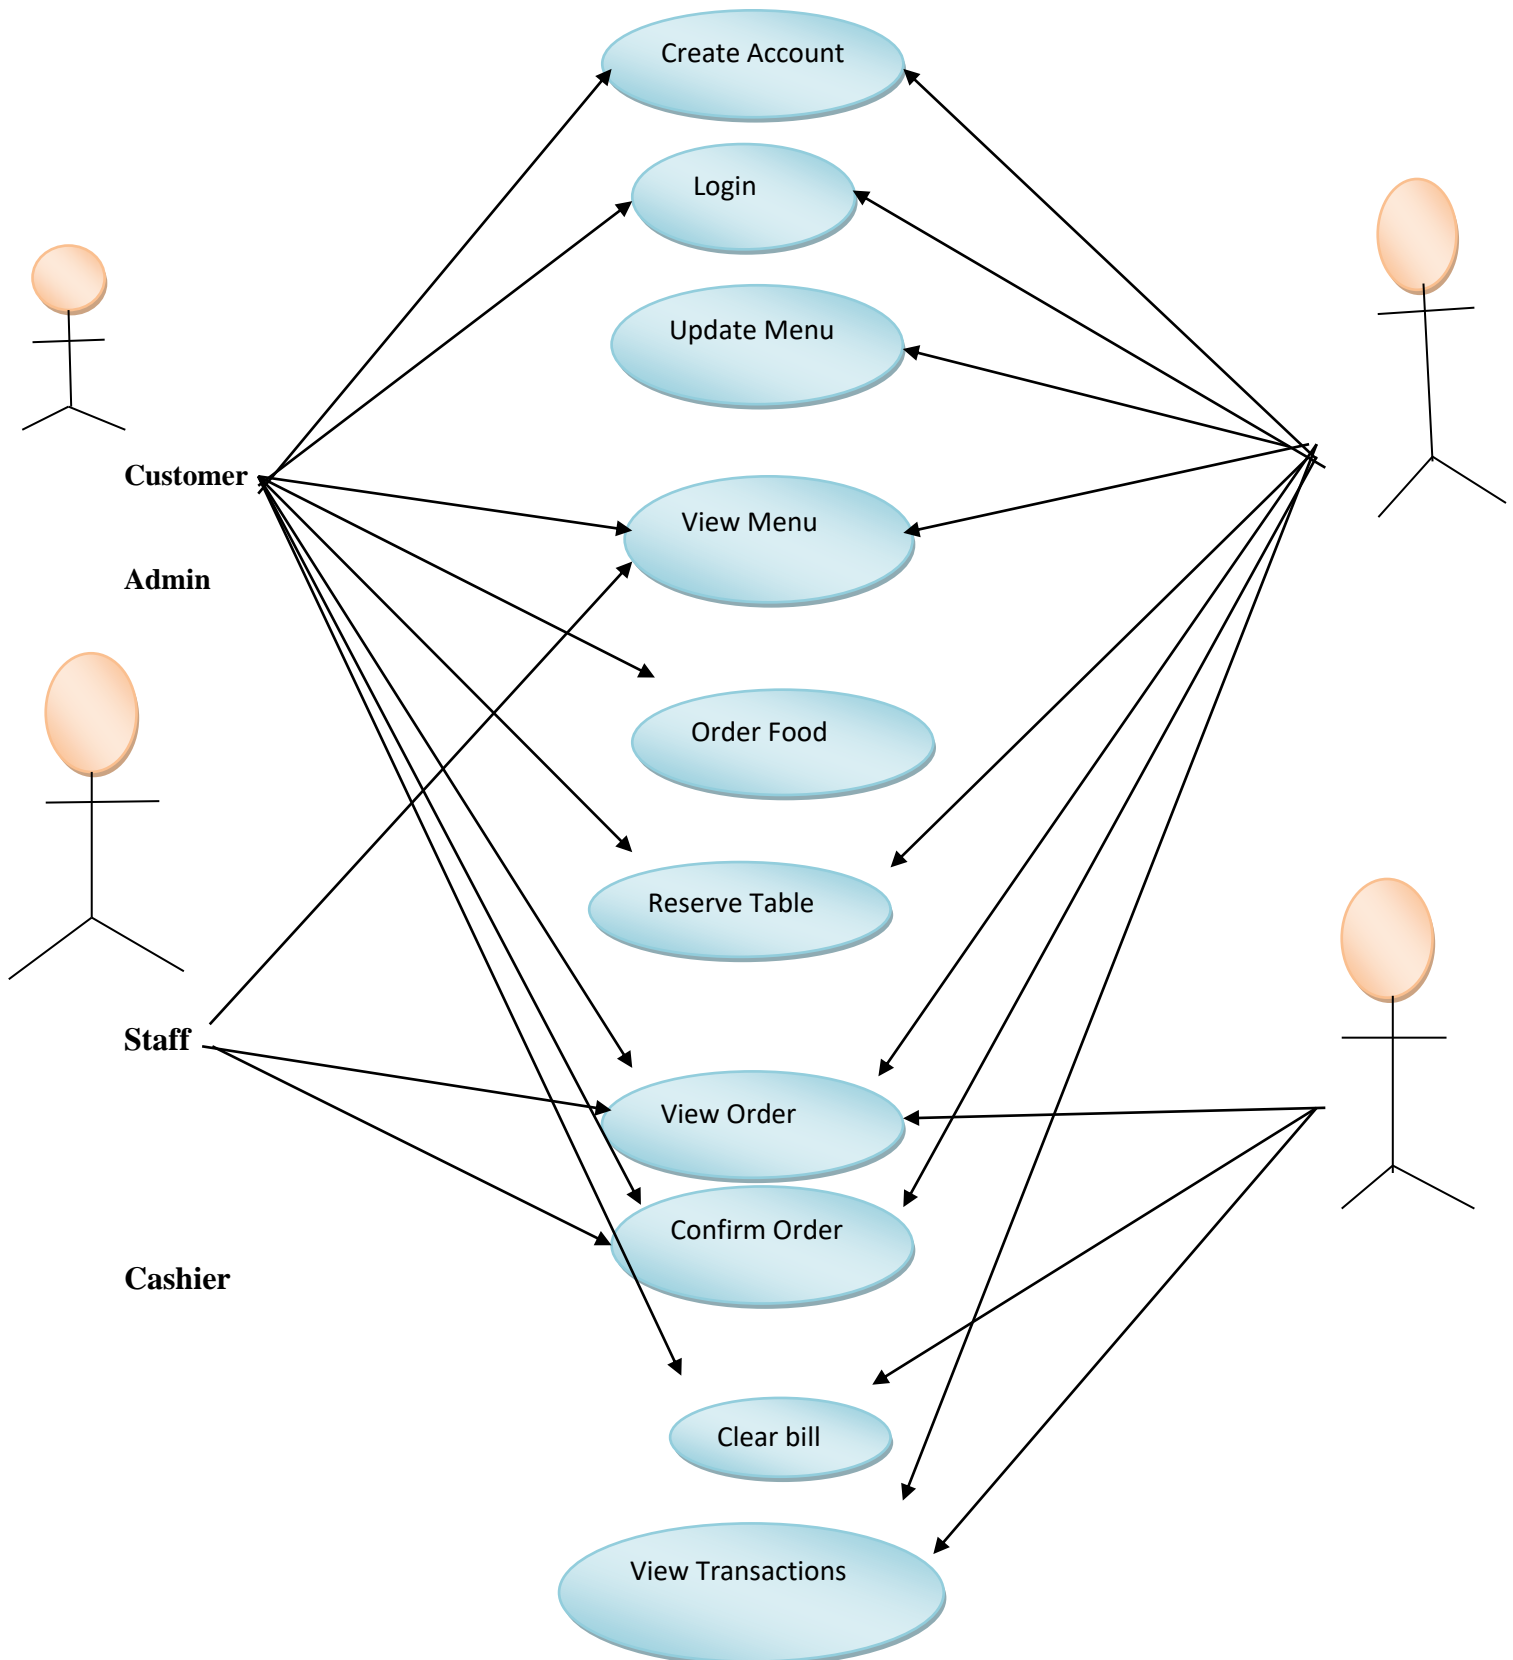 Create Account
Login
Update Menu
Customer
View Menu
Admin
Order Food
Reserve Table
Staff
View Order
Confirm Order
Cashier
Clear bill
View Transactions